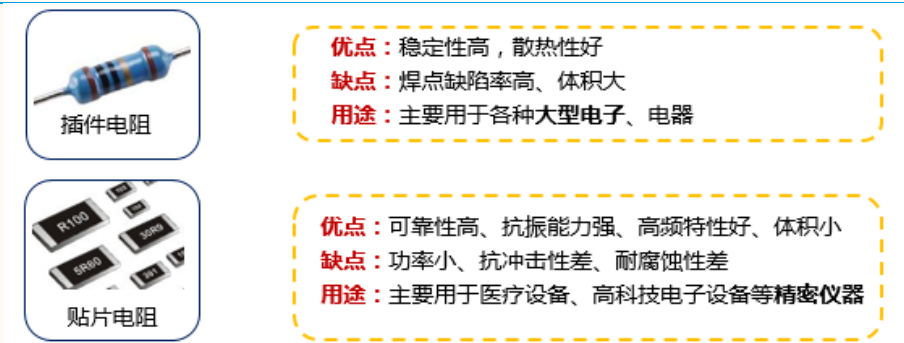 优点：稳定性高，散热性好
缺点：焊点缺陷率高、体积大
用途：主要用于各种大型电子、电器
插件电阻
R100
30R9
5R60
优点：可靠性高、抗振能力强、高频特性好、体积小
缺点：功率小、抗冲击性差、耐腐蚀性差
用途：主要用于医疗设备、高科技电子设备等精密仪器
贴片电阻